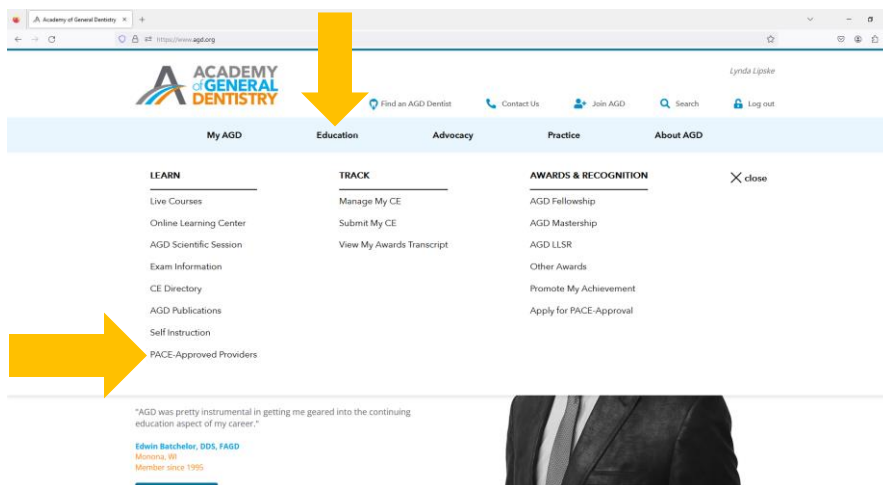 Academy of General Dentistry
https://www.agd.org
ACADEMY
of GENERAL
DENTISTRY
Lynda Lipske
Find an AGD Dentist
Contact Us
Join AGD
Search
Log out
My AGD
Education
Advocacy
Practice
About AGD
LEARN
Live Courses
Online Learning Center
AGD Scientific Session
Exam Information
CE Directory
AGD Publications
Self Instruction
PACE-Approved Providers
TRACK
Manage My CE
Submit My CE
View My Awards Transcript
AWARDS & RECOGNITION
AGD Fellowship
AGD Mastership
AGD LLSR
Other Awards
Promote My Achievement
Apply for PACE-Approval
close
"AGD was pretty instrumental in getting me geared into the continuing
education aspect of my career."
Edwin Batchelor, DDS, FAGD
Monona, WI
Member since 1995